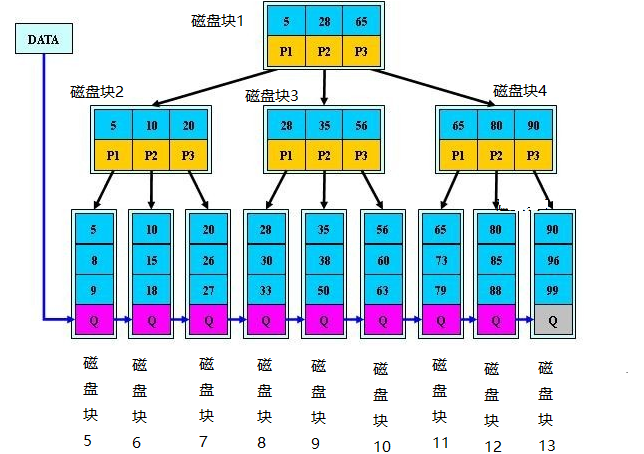 磁盘块1
5 28 65
DATA
P1 P2 P3
磁盘块2 磁盘块3 磁盘块4
5 10 20 28 35 56 65 80 90
P1 P2 P3 P1 P2 P3 P1 P2 P3
5 10 20 28 35 56 65 80 90
8 15 26 30 38 60 73 85 96
9 18 27 33 50 63 79 88 99
Q Q Q Q Q Q Q Q Q
磁盘块5
磁盘块6
磁盘块7
磁盘块8
磁盘块9
磁盘块10
磁盘块11
磁盘块12
磁盘块13